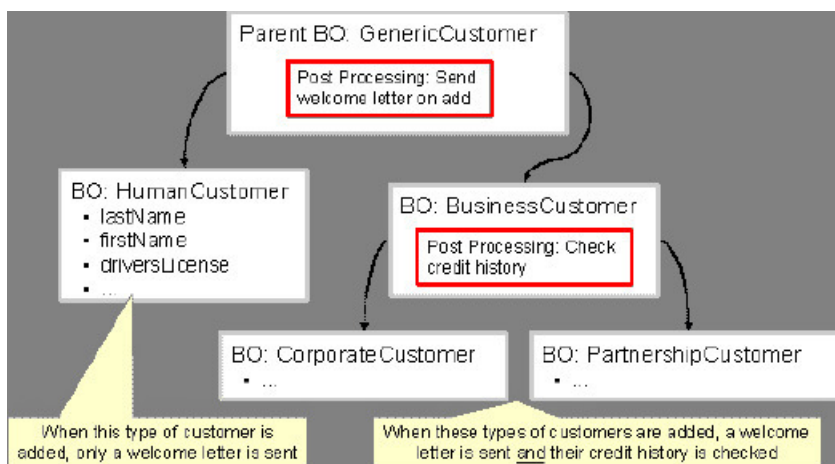 Parent BO: GenericCustomer
Post Processing: Send
welcome letter on add
BO: HumanCustomer
▪ lastName
▪ firstName
▪ driversLicense
▪ ...
BO: BusinessCustomer
Post Processing: Check
credit history
BO: CorporateCustomer
▪ ...
BO: PartnershipCustomer
▪ ...
When this type of customer is
added, only a welcome letter is sent
When these types of customers are added, a welcome
letter is sent and their credit history is checked